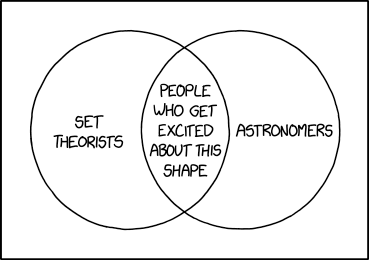 SET
THEORISTS
PEOPLE
WHO GET
EXCITED
ABOUT THIS
SHAPE
ASTRONOMERS